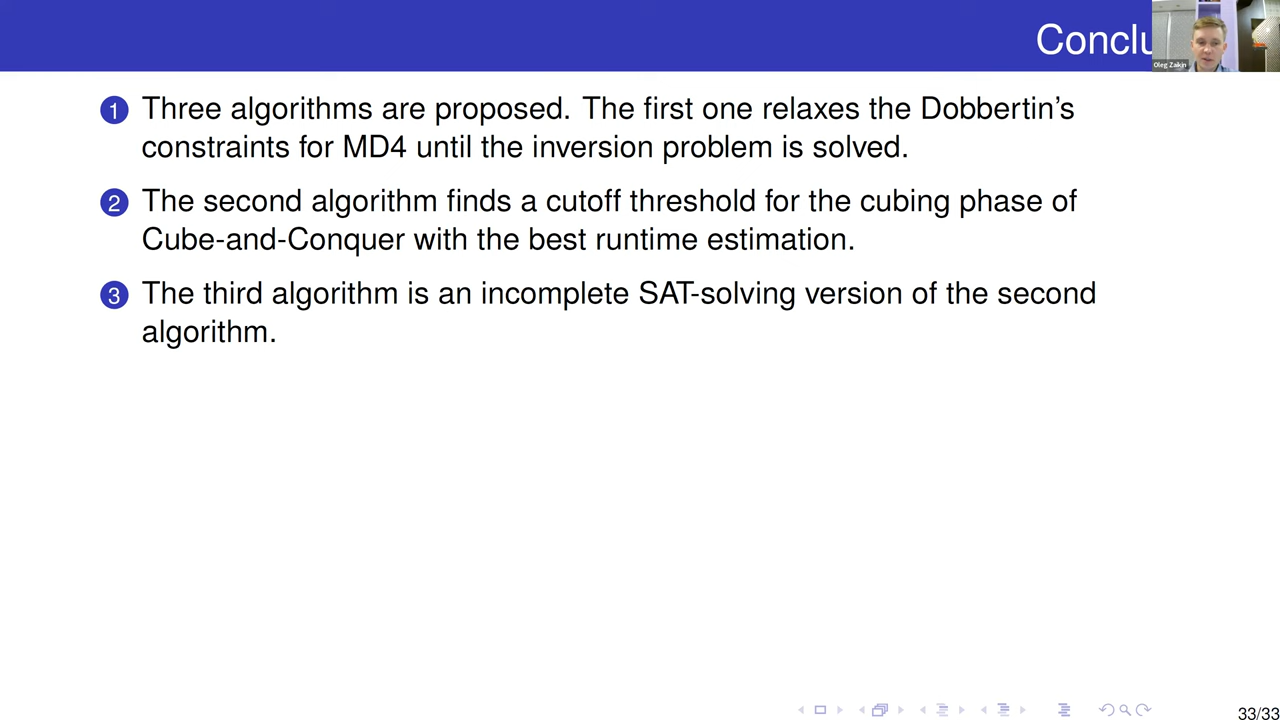 Conclu
Oleg Zaikin
1 Three algorithms are proposed. The first one relaxes the Dobbertin's
constraints for MD4 until the inversion problem is solved.
2 The second algorithm finds a cutoff threshold for the cubing phase of
Cube-and-Conquer with the best runtime estimation.
3 The third algorithm is an incomplete SAT-solving version of the second
algorithm.
33/33